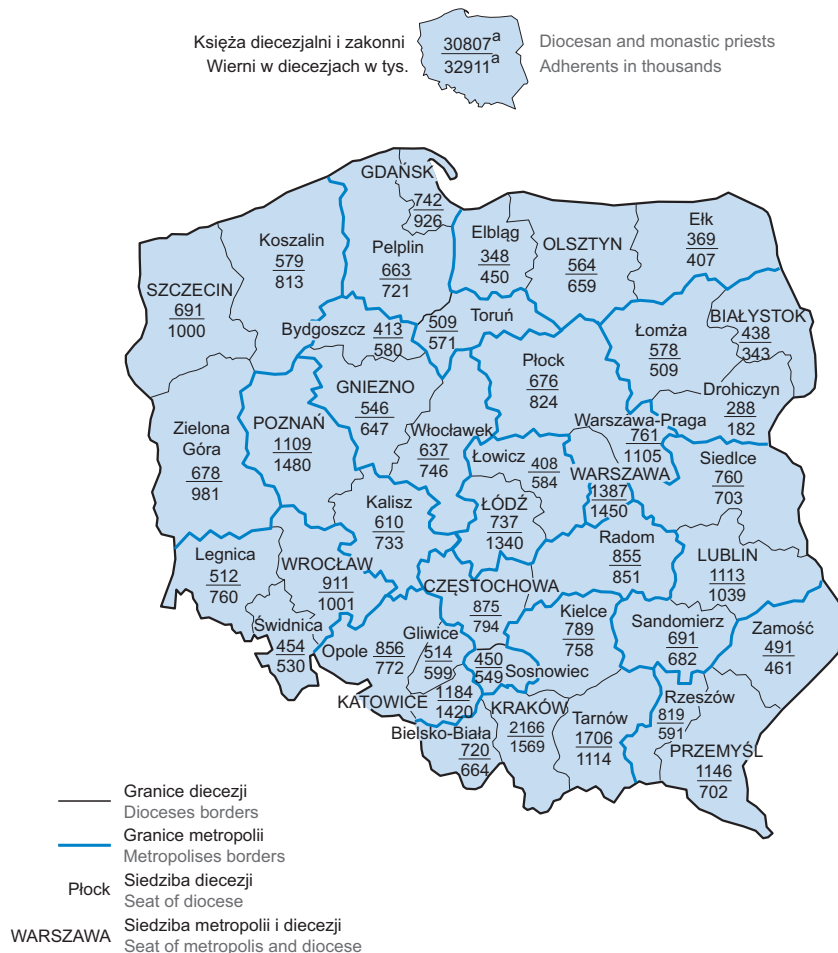 Księża diecezjalni i zakonni
Wierni w diecezjach w tys.
30807a
32911a
Diocesan and monastic priests
Adherents in thousands
GDAŃSK
742
926
Koszalin
579
813
Pelplin
663
721
Elbląg
348
450
OLSZTYN
564
659
Ełk
369
407
SZCZECIN
691
1000
Bydgoszcz
413
580
509
571
Toruń
Łomża
578
509
BIAŁYSTOK
438
343
Płock
676
824
Drohiczyn
288
182
GNIEZNO
546
647
Zielona
Góra
678
981
POZNAŃ
1109
1480
Włocławek
637
746
Warszawa-Praga
761
1105
Łowicz
408
584
WARSZAWA
1387
1450
Siedlce
760
703
Kalisz
610
733
ŁÓDŹ
737
1340
Radom
855
851
LUBLIN
1113
1039
Legnica
512
760
WROCŁAW
911
1001
CZĘSTOCHOWA
875
794
Kielce
789
758
Sandomierz
691
682
Zamość
491
461
Świdnica
454
530
Opole
856
772
Gliwice
514
599
450
549
Sosnowiec
KATOWICE
1184
1420
KRAKÓW
2166
1569
Tarnów
1706
1114
Rzeszów
819
591
Bielsko-Biała
720
664
PRZEMYŚL
1146
702
Granice diecezji
Dioceses borders
Granice metropolii
Metropolises borders
Płock
Siedziba diecezji
Seat of diocese
WARSZAWA
Siedziba metropolii i diecezji
Seat of metropolis and diocese